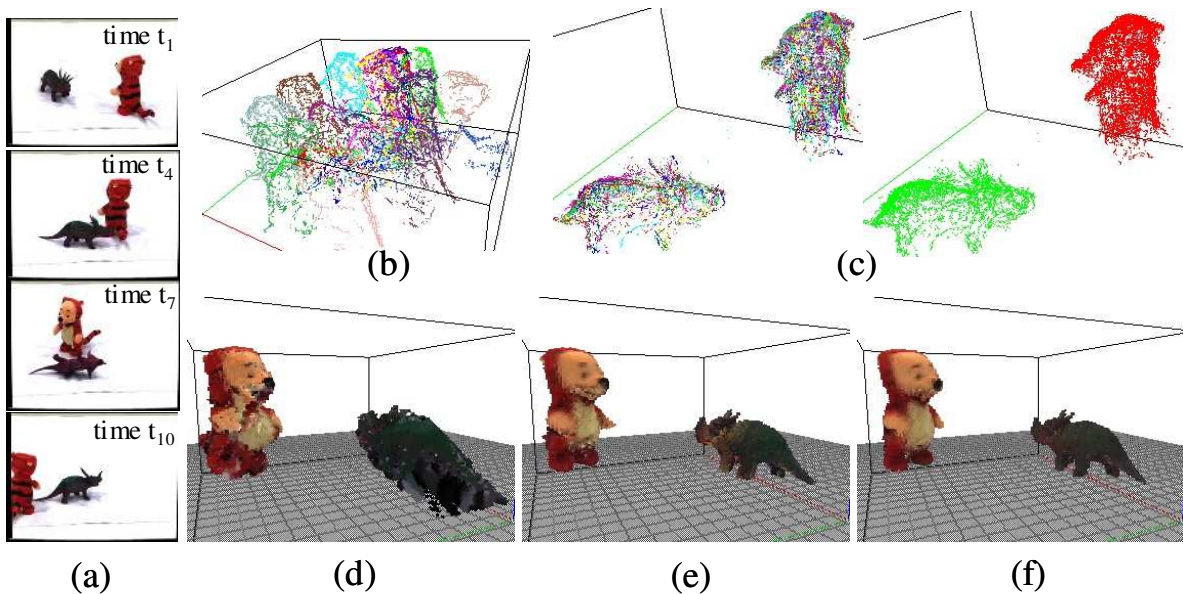 time t₁
time t₄
time t₇
time t₁₀
(b)
(c)
(a)
(d)
(e)
(f)